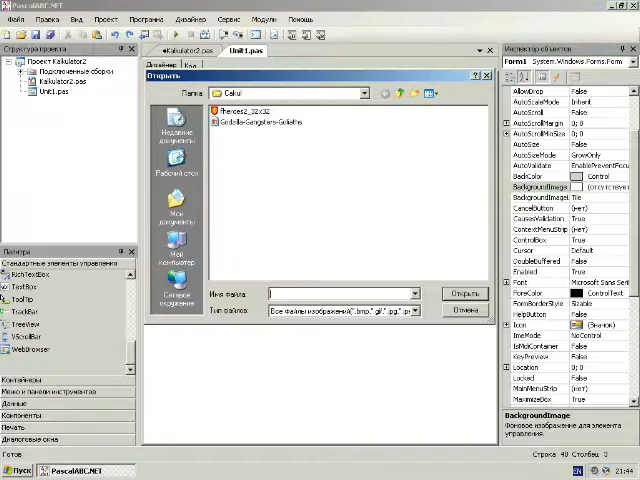 PascalABC.NET
Файл Правка Вид Проект Программа Дизайнер Сервис Модули Помощь
Структура проекта
Проект Kalkulator2
Подключенные сборки
Kalkulator2.pas
Unit1.pas
Палитра
Стандартные элементы управления
RichTextBox
TextBox
ToolTip
TrackBar
TreeView
VScrollBar
WebBrowser
Контейнеры
Меню и панели инструментов
Данные
Компоненты
Печать
Диалоговые окна
•Kalkulator2.pas Unit1.pas
Дизайнер Код
Открыть
Папка: Cakul
fheroes2_32x32
Godzilla-Gangsters-Goliaths
Недавние документы
Рабочий стол
Мои документы
Мой компьютер
Сетевое окружение
Имя файла: Открыть
Тип файлов: Все файлы изображений(*.bmp,*.gif,*.jpg,*.jp Отмена
Инспектор объектов
Form1 System.Windows.Forms.Form
AllowDrop False
AutoScaleMode Inherit
AutoScroll False
AutoScrollMargin 0; 0
AutoScrollMinSize 0; 0
AutoSize False
AutoSizeMode GrowOnly
AutoValidate EnablePreventFocu
BackColor Control
BackgroundImage (отсутствует
BackgroundImageL Tile
CancelButton (нет)
CausesValidation True
ContextMenuStrip (нет)
ControlBox True
Cursor Default
DoubleBuffered False
Enabled True
Font Microsoft Sans Seri
ForeColor ControlText
FormBorderStyle Sizable
HelpButton False
Icon (Значок)
ImeMode NoControl
IsMdiContainer False
KeyPreview False
Location 0; 0
Locked False
MainMenuStrip (нет)
MaximizeBox True
BackgroundImage
Фоновое изображение для элемента управления.
Готов Строка 40 Столбец 3
Пуск PascalABC.NET EN 21:44